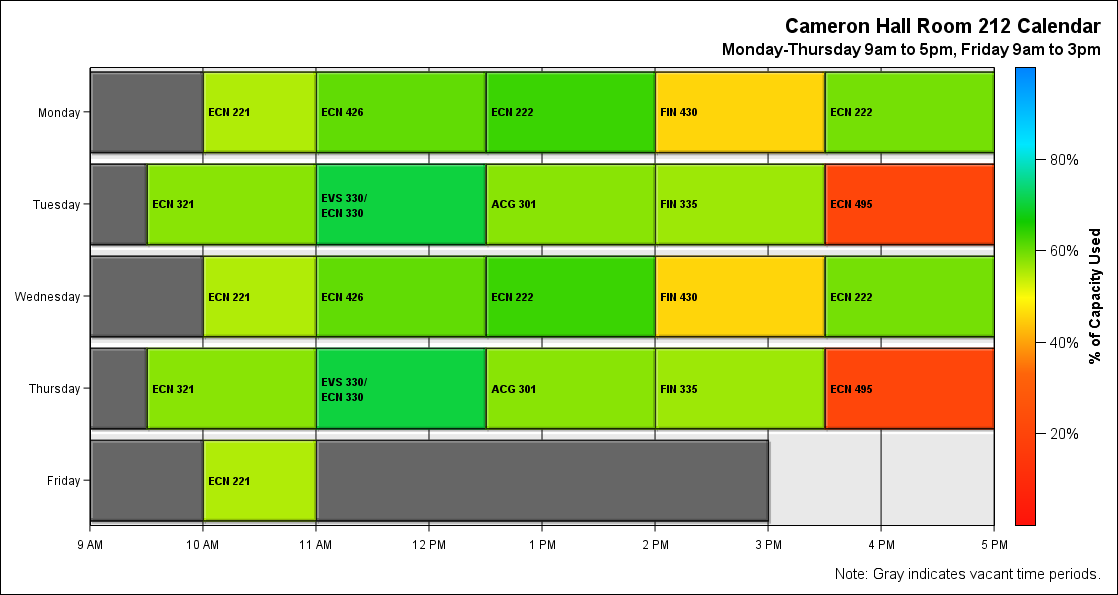 Cameron Hall Room 212 Calendar
Monday-Thursday 9am to 5pm, Friday 9am to 3pm
Monday
ECN 221
ECN 426
ECN 222
FIN 430
ECN 222
Tuesday
ECN 321
EVS 330/
ECN 330
ACG 301
FIN 335
ECN 495
Wednesday
ECN 221
ECN 426
ECN 222
FIN 430
ECN 222
Thursday
ECN 321
EVS 330/
ECN 330
ACG 301
FIN 335
ECN 495
Friday
ECN 221
9 AM
10 AM
11 AM
12 PM
1 PM
2 PM
3 PM
4 PM
5 PM
80%
60%
40%
20%
% of Capacity Used
Note: Gray indicates vacant time periods.